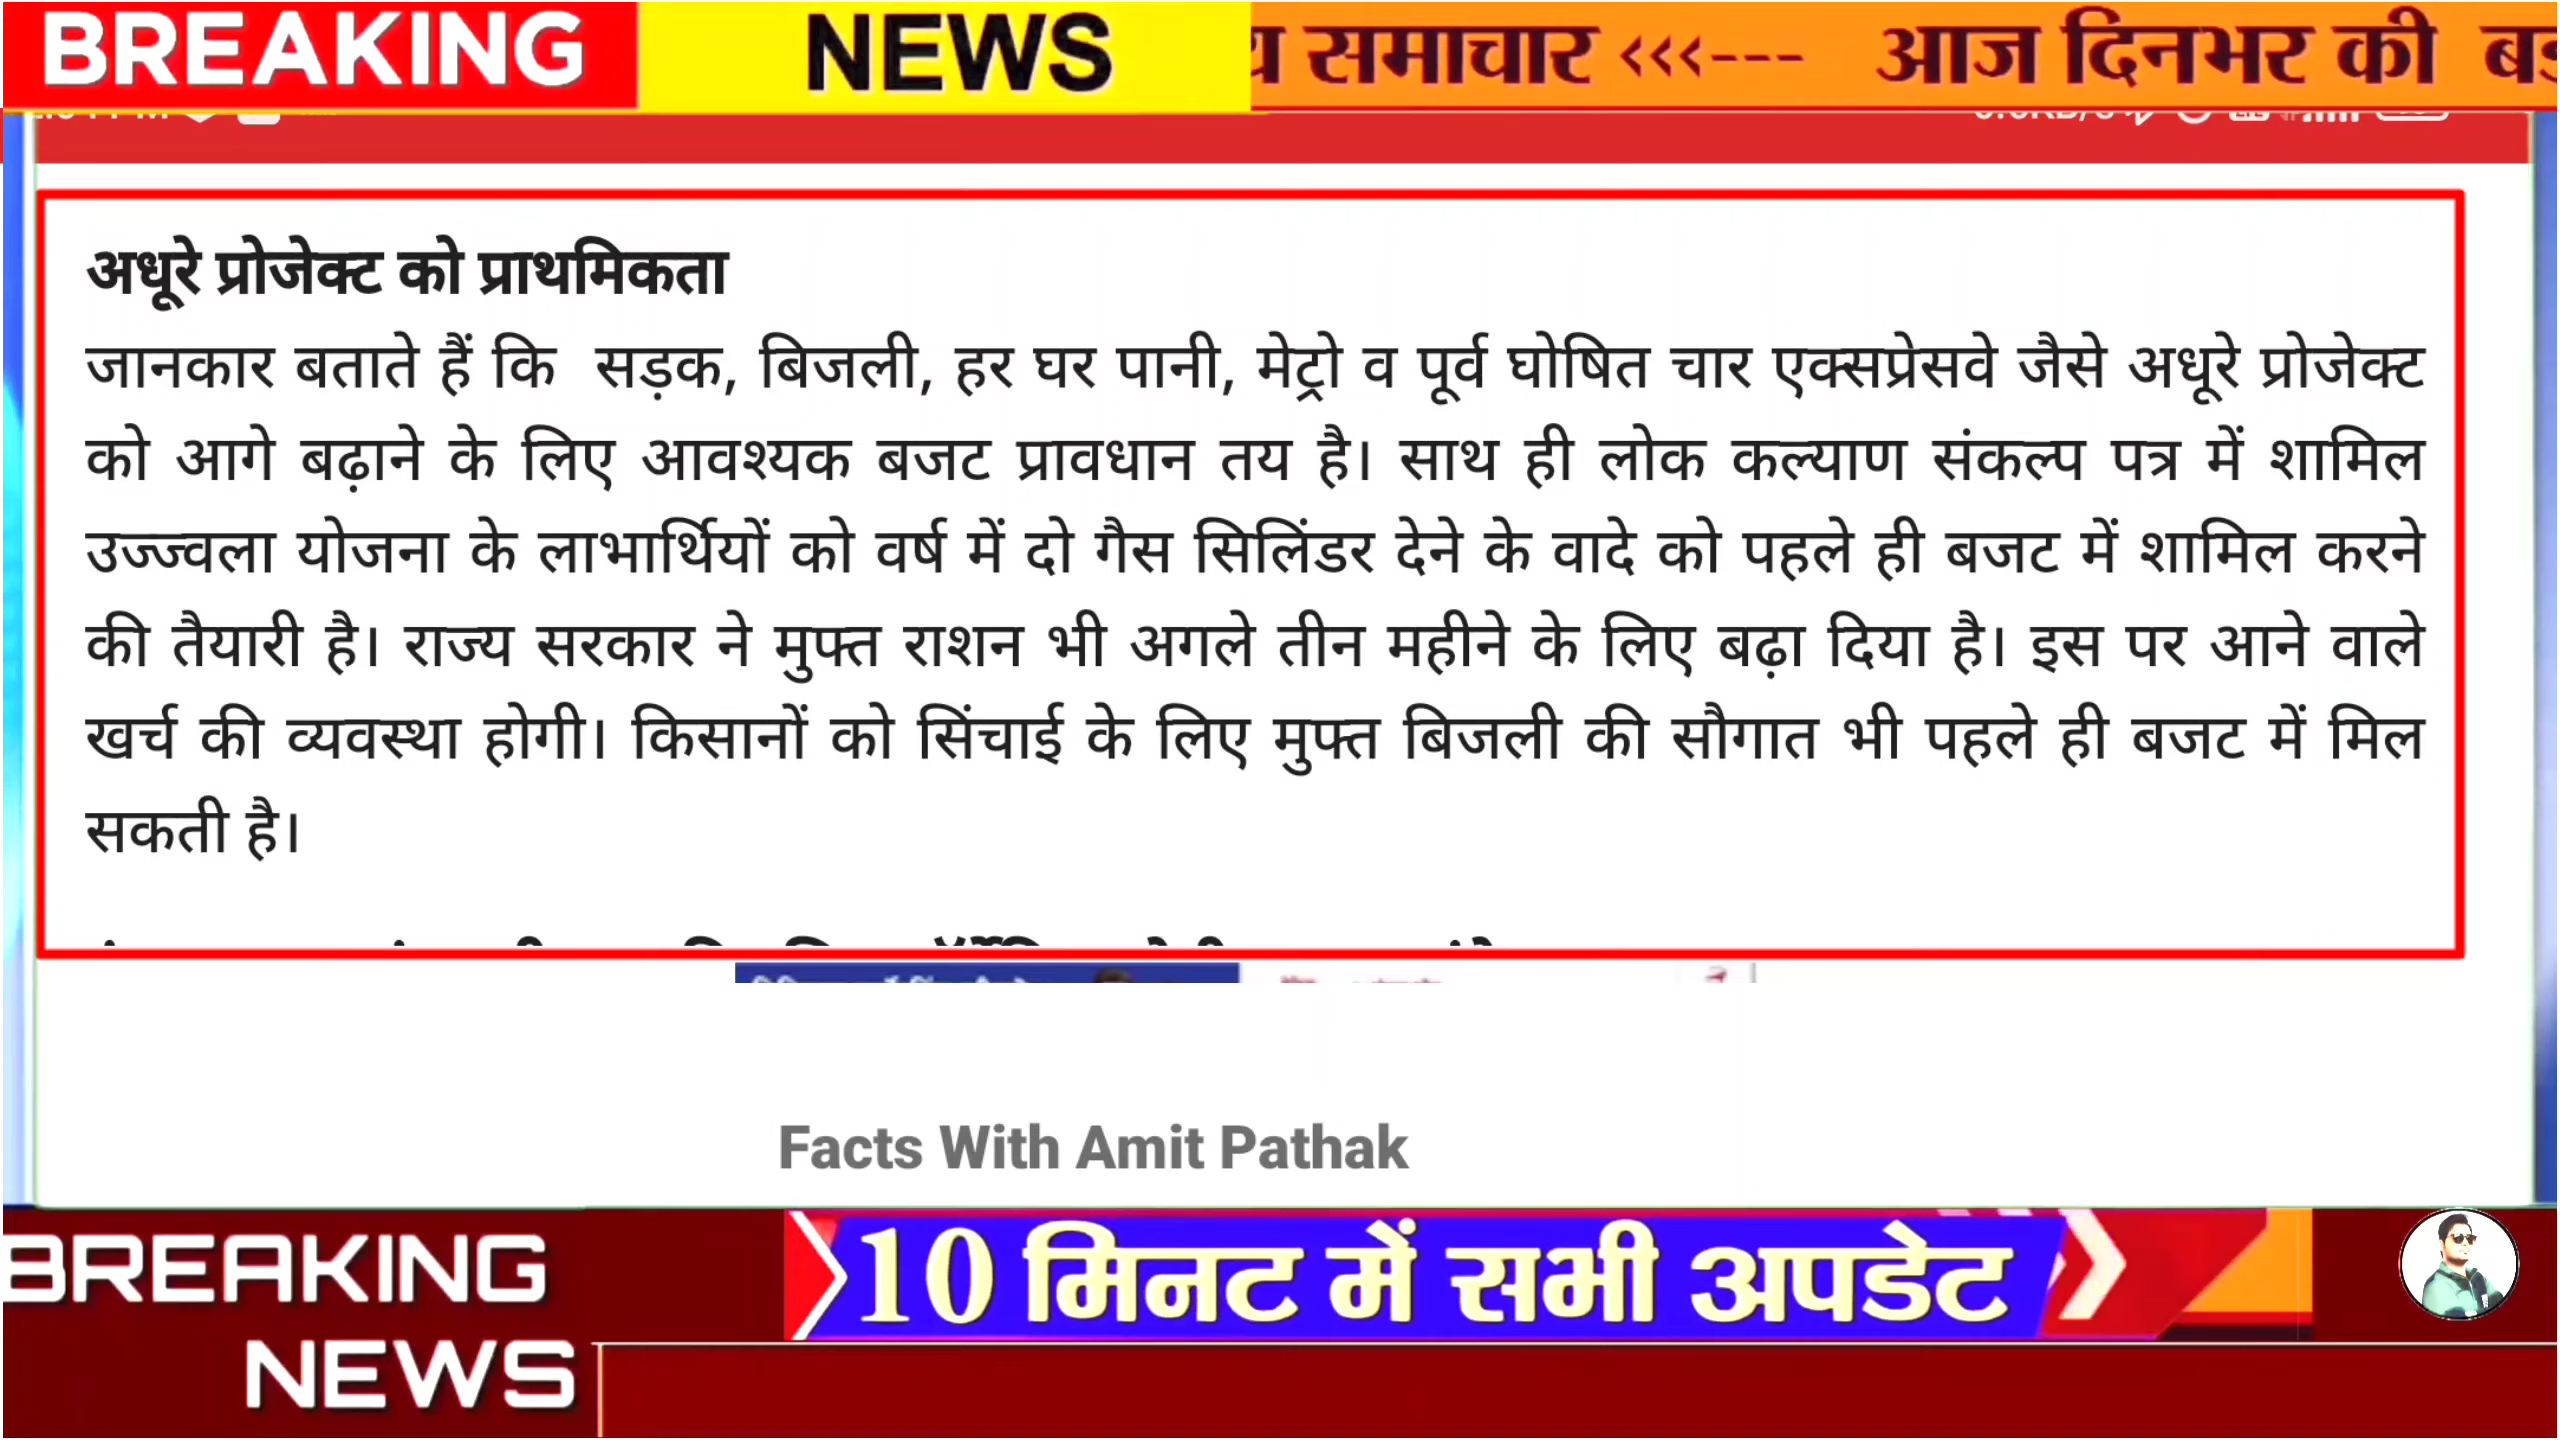 BREAKING NEWS समाचार <<<--- आज दिनभर की
अधूरे प्रोजेक्ट को प्राथमिकता
जानकार बताते हैं कि सड़क, बिजली, हर घर पानी, मेट्रो व पूर्व घोषित चार एक्सप्रेसवे जैसे अधूरे प्रोजेक्ट
को आगे बढ़ाने के लिए आवश्यक बजट प्रावधान तय है। साथ ही लोक कल्याण संकल्प पत्र में शामिल
उज्ज्वला योजना के लाभार्थियों को वर्ष में दो गैस सिलिंडर देने के वादे को पहले ही बजट में शामिल करने
की तैयारी है। राज्य सरकार ने मुफ्त राशन भी अगले तीन महीने के लिए बढ़ा दिया है। इस पर आने वाले
खर्च की व्यवस्था होगी। किसानों को सिंचाई के लिए मुफ्त बिजली की सौगात भी पहले ही बजट में मिल
सकती है।
Facts With Amit Pathak
BREAKING
NEWS
10 मिनट में सभी अपडेट